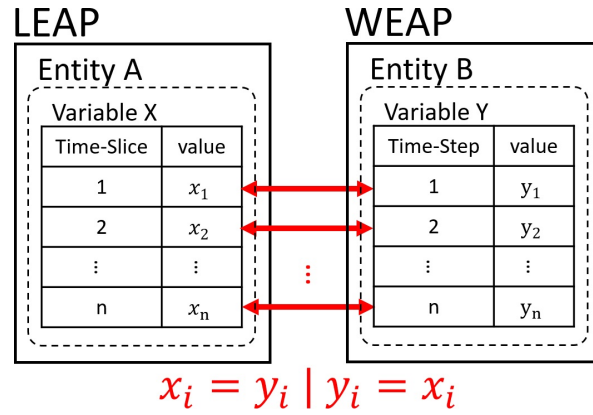 LEAP WEAP
Entity A Entity B
Variable X Variable Y
Time-Slice value Time-Step value
1 x₁ 1 y₁
2 x₂ 2 y₂
⋮ ⋮ ⋮ ⋮ ⋮
n xₙ n yₙ
xᵢ = yᵢ | yᵢ = xᵢ